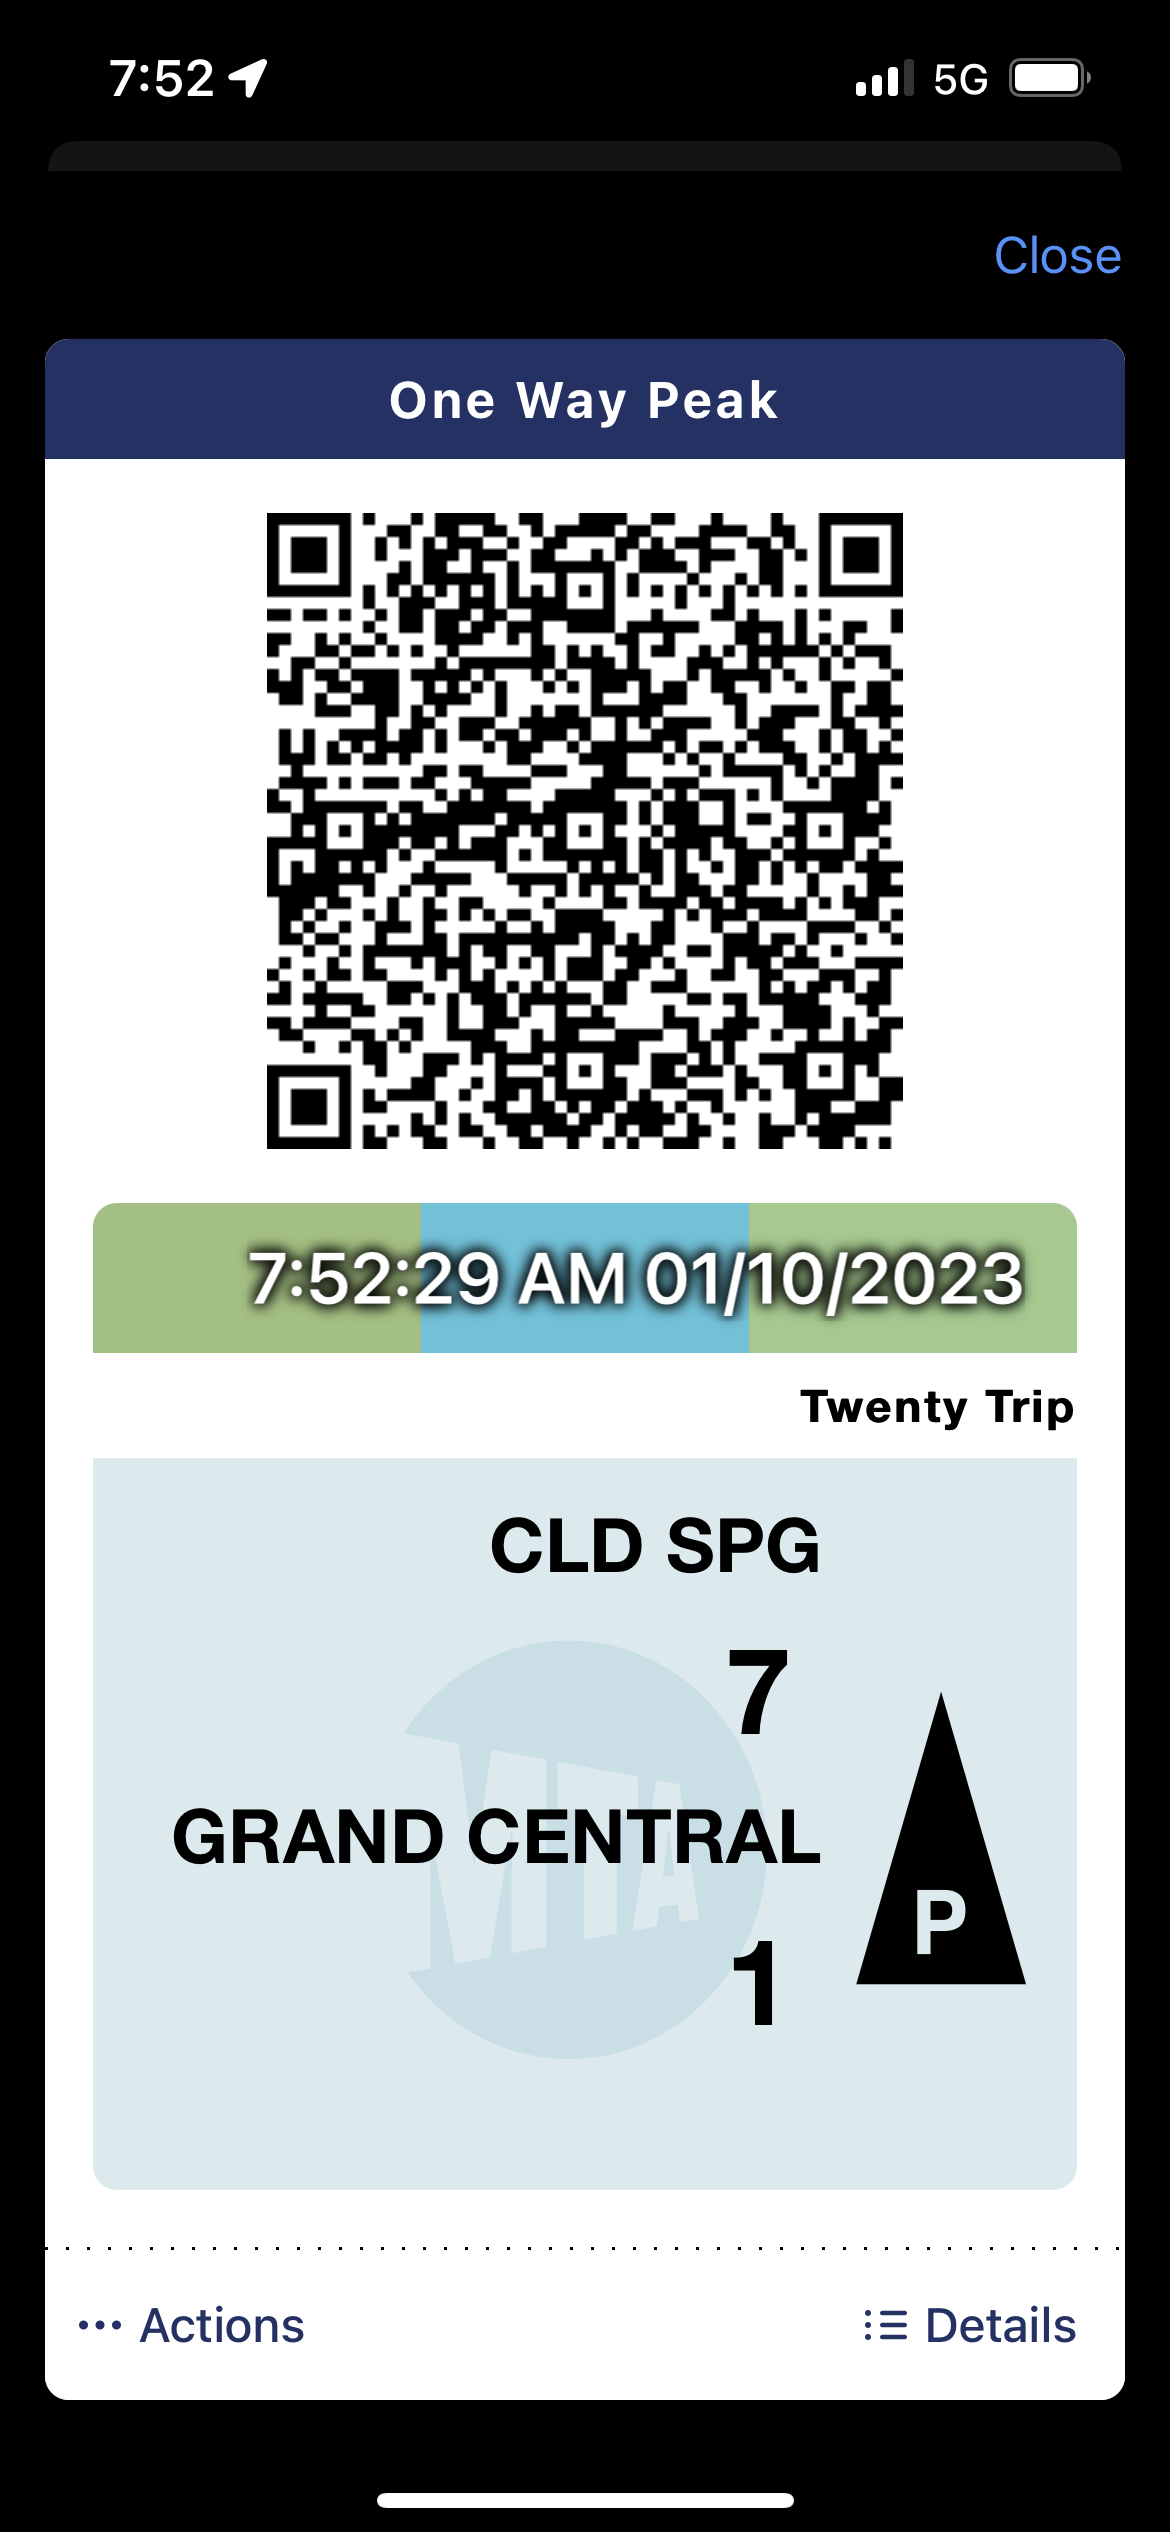 7:52
5G
Close
One Way Peak
7:52:29 AM 01/10/2023
Twenty Trip
CLD SPG
7
MTA
GRAND CENTRAL
P
1
Actions
Details